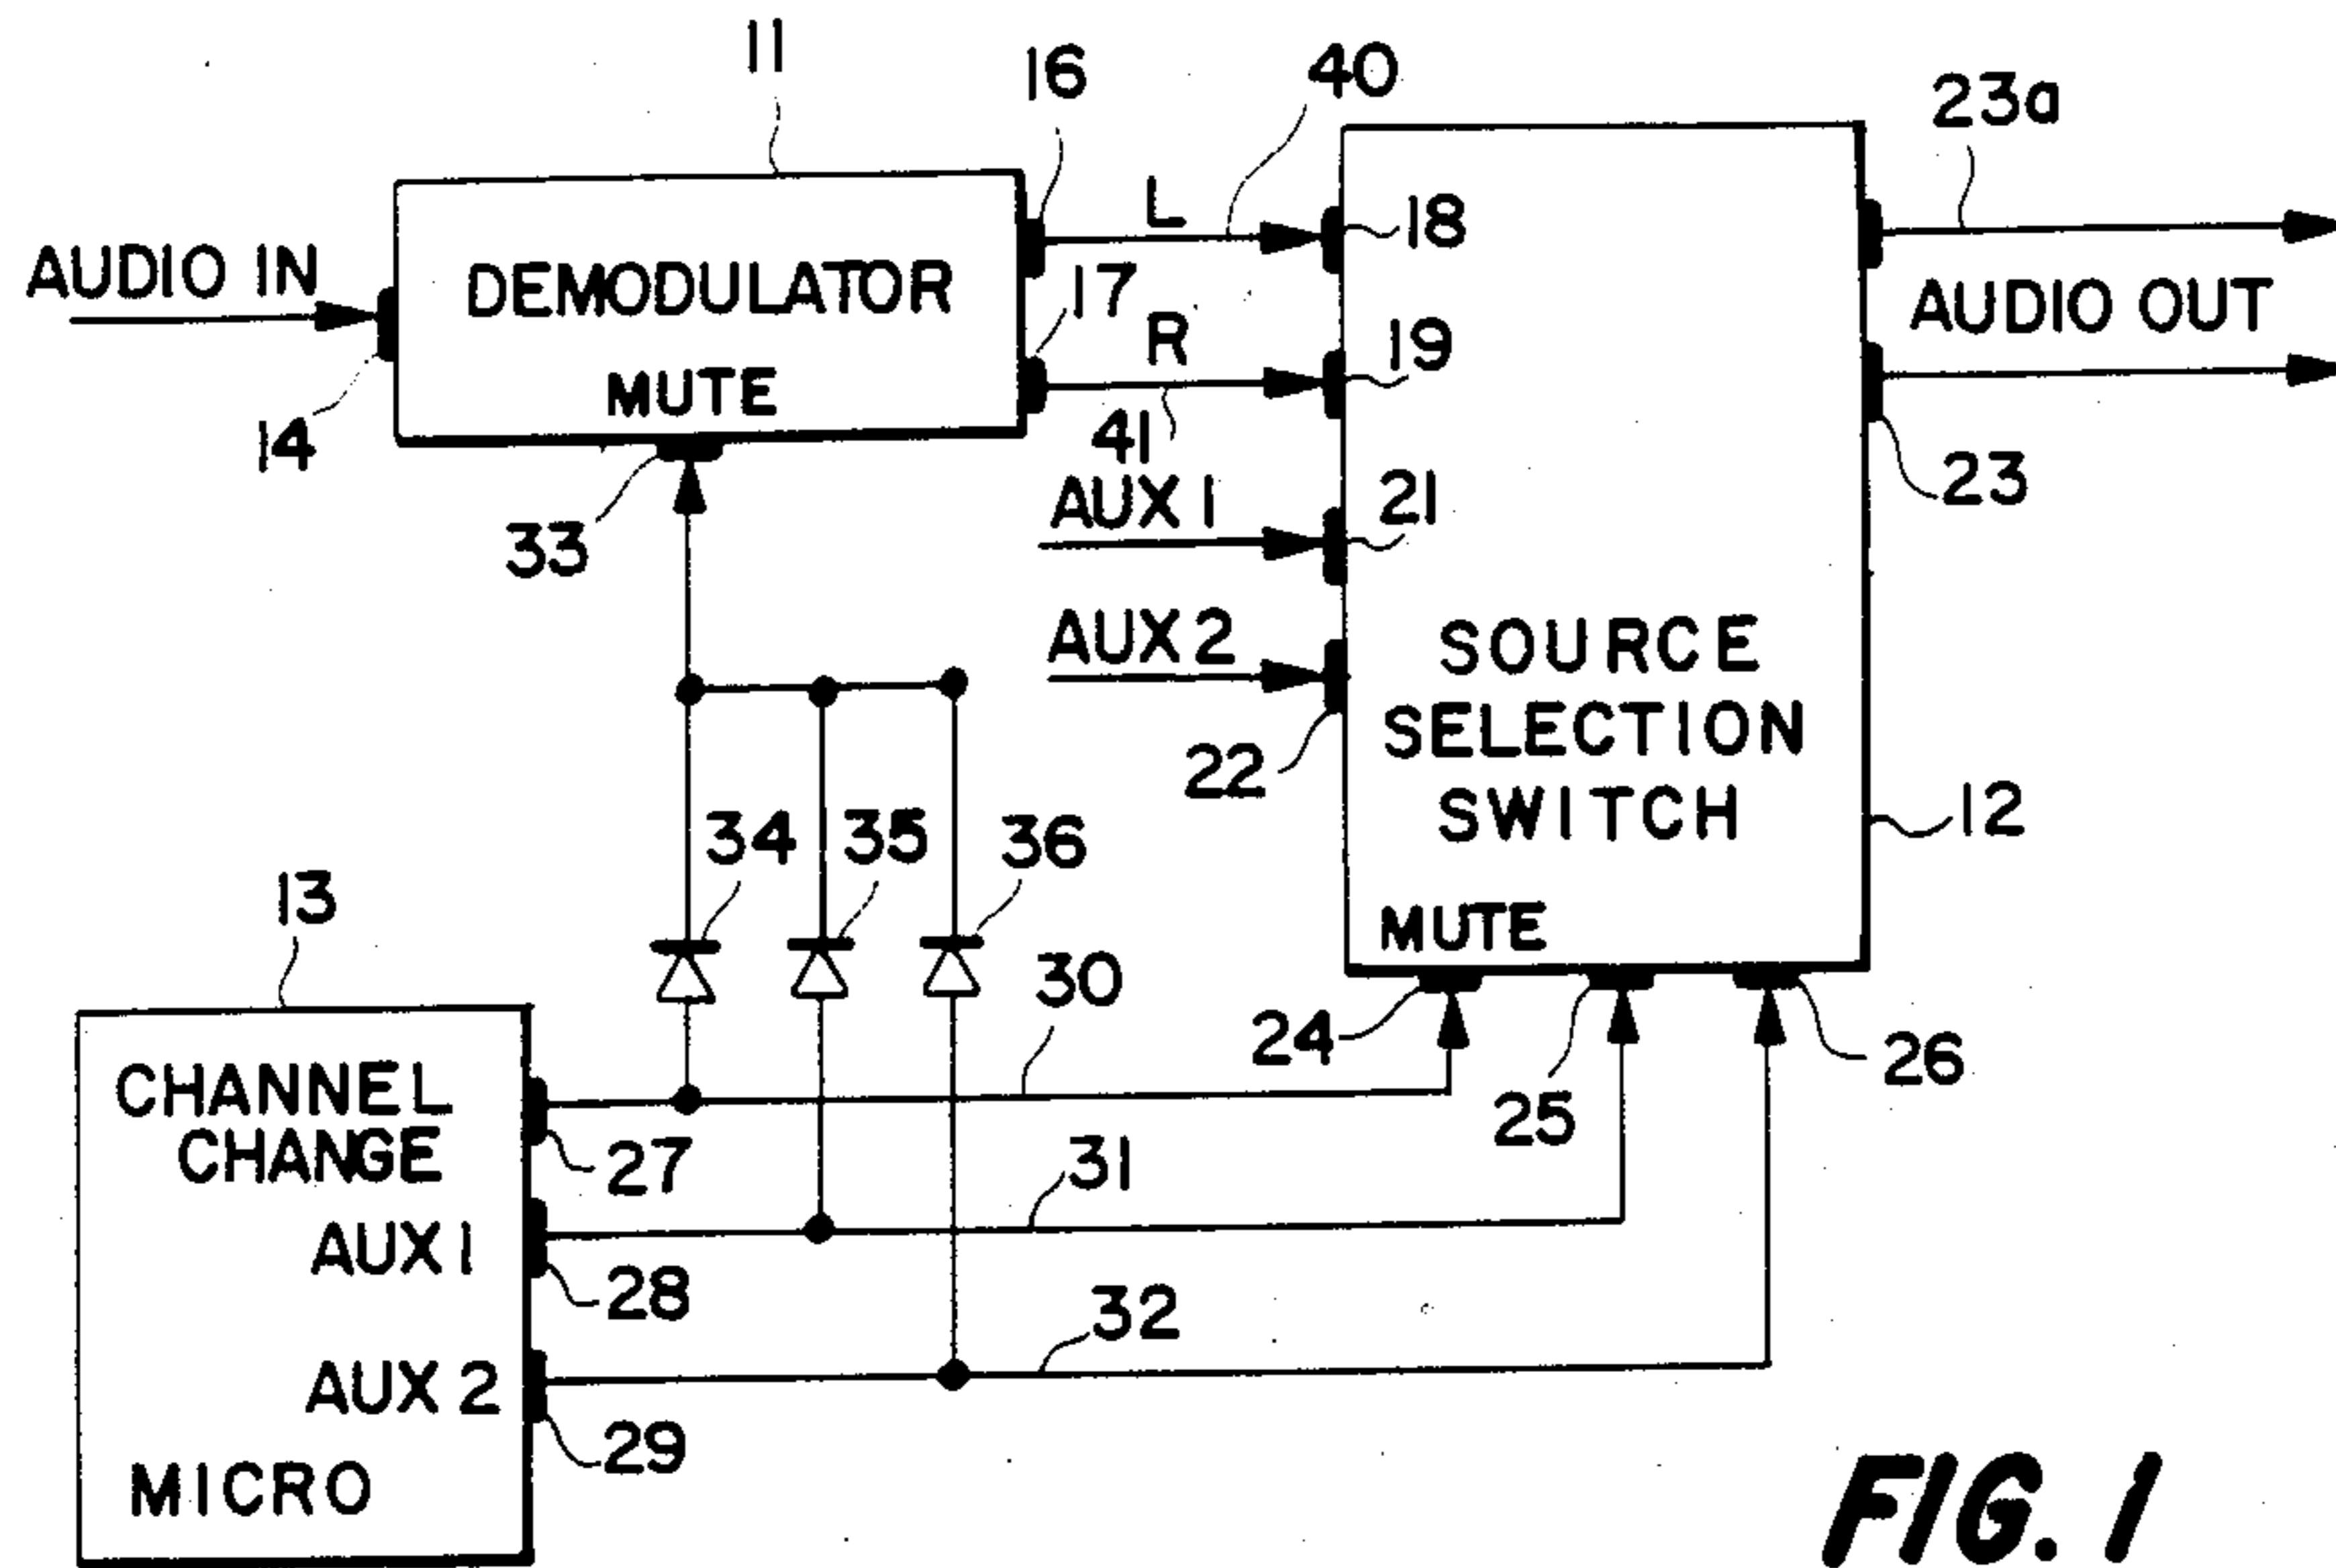 11
16
40
23a
L
18
AUDIO IN
DEMODULATOR
17
AUDIO OUT
R
19
MUTE
14
41
23
33
AUX 1
21
AUX 2
22
SOURCE
SELECTION
SWITCH
12
34
35
36
13
MUTE
30
24
25
26
CHANNEL
CHANGE
27
31
AUX 1
28
32
AUX 2
29
MICRO
FIG. 1